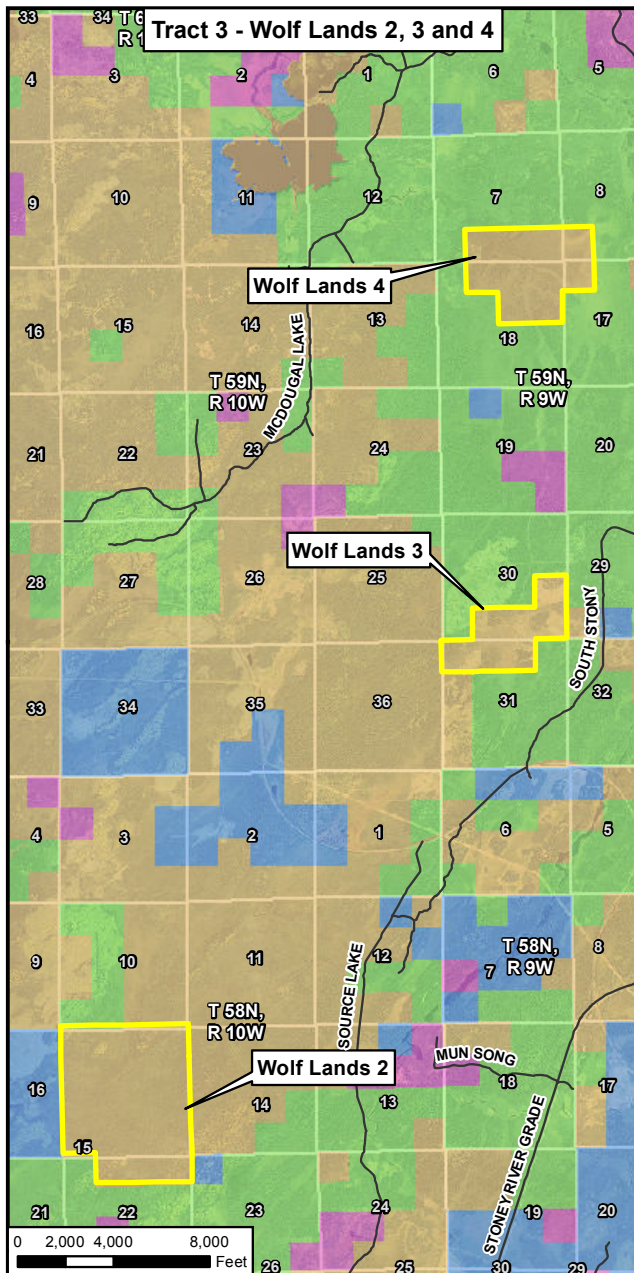 Tract 3 - Wolf Lands 2, 3 and 4
33 34 T 6
R 1
4 3 2 1 6 5
9 10 11 12 7 8
Wolf Lands 4
16 15 14 13 18 17
MCDOUGAL LAKE
T 59N,
R 10W
T 59N,
R 9W
21 22 23 24 19 20
Wolf Lands 3
28 27 26 25 30 29
SOUTH STONY
33 34 35 36 31 32
4 3 2 1 6 5
9 10 11 12 7 8
SOURCE LAKE
T 58N,
R 10W
T 58N,
R 9W
Wolf Lands 2
MUN SONG
16 15 14 13 18 17
STONEY RIVER GRADE
21 22 23 24 19 20
26 25 30 29
0 2,000 4,000 8,000
Feet